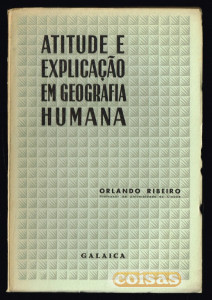 ATITUDE E
EXPLICAÇÃO
EM GEOGRAFIA
HUMANA
ORLANDO RIBEIRO
GALAICA
coisas